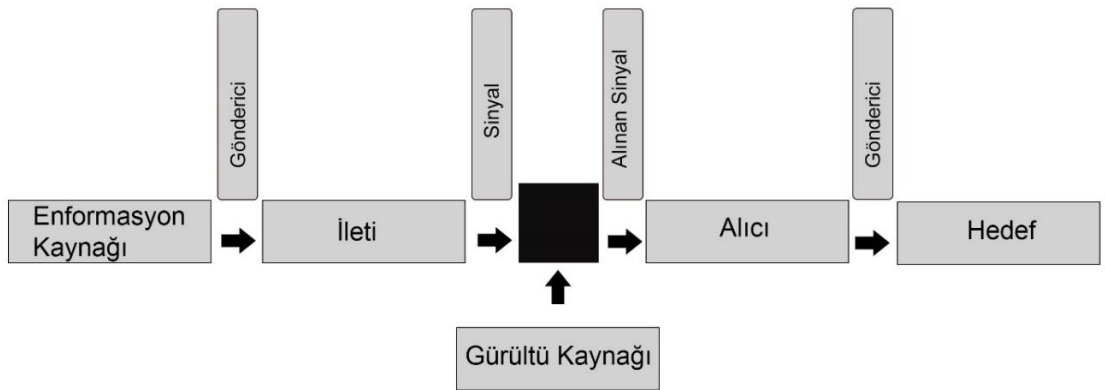 Gönderici
Sinyal
Alınan Sinyal
Gönderici
Enformasyon
Kaynağı
İleti
Alıcı
Hedef
Gürültü Kaynağı